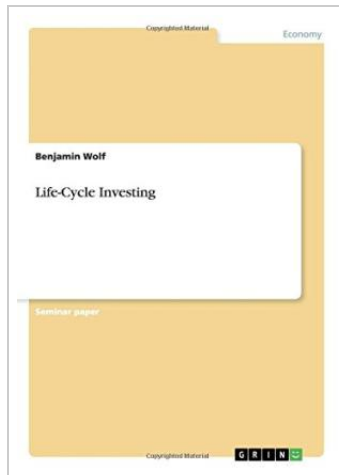 Copyrighted Material
Economy
Benjamin Wolf
Life-Cycle Investing
Seminar paper
Copyrighted Material
GRIN